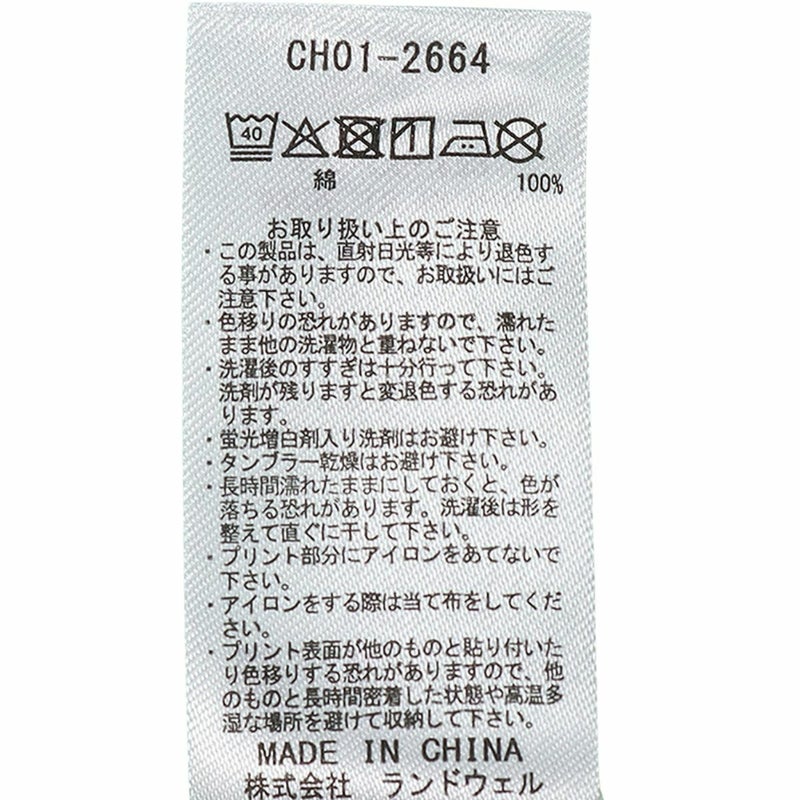 CH01-2664
40
綿 100%
お取り扱い上のご注意
・この製品は、直射日光等により退色す
る事がありますので、お取扱いにはご
注意下さい。
・色移りの恐れがありますので、濡れた
まま他の洗濯物と重ねないで下さい。
・洗濯後のすすぎは十分行って下さい。
洗剤が残りますと変退色する恐れがあ
ります。
・蛍光増白剤入り洗剤はお避け下さい。
・タンブラー乾燥はお避け下さい。
・長時間濡れたままにしておくと、色が
落ちる恐れがあります。洗濯後は形を
整えて直ぐに干して下さい。
・プリント部分にアイロンをあてないで
下さい。
・アイロンをする際は当て布をしてくだ
さい。
・プリント表面が他のものと貼り付いた
り色移りする恐れがありますので、他
のものと長時間密着した状態や高温多
湿な場所を避けて収納して下さい。
MADE IN CHINA
株式会社 ランドウェル